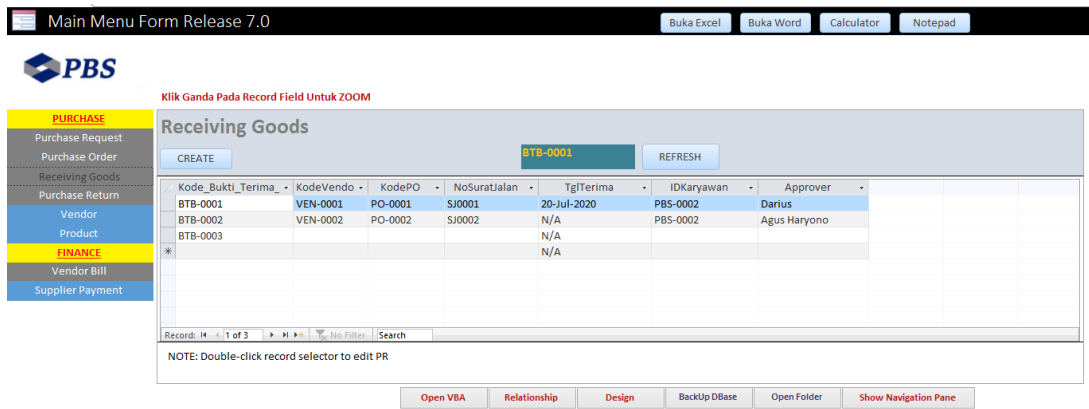 Main Menu Form Release 7.0
Buka Excel Buka Word Calculator Notepad
PBS
Klik Ganda Pada Record Field Untuk ZOOM
PURCHASE
Purchase Request
Purchase Order
Receiving Goods
Purchase Return
Vendor
Product
FINANCE
Vendor Bill
Supplier Payment
Receiving Goods
CREATE BTB-0001 REFRESH
Kode_Bukti_Terima_ KodeVendo KodePO NoSuratJalan TglTerima IDKaryawan Approver
BTB-0001 VEN-0001 PO-0001 SJ0001 20-Jul-2020 PBS-0002 Darius
BTB-0002 VEN-0002 PO-0002 SJ0002 N/A PBS-0002 Agus Haryono
BTB-0003 N/A
* N/A
Record: 1 of 3 No Filter Search
NOTE: Double-click record selector to edit PR
Open VBA Relationship Design BackUp DBase Open Folder Show Navigation Pane